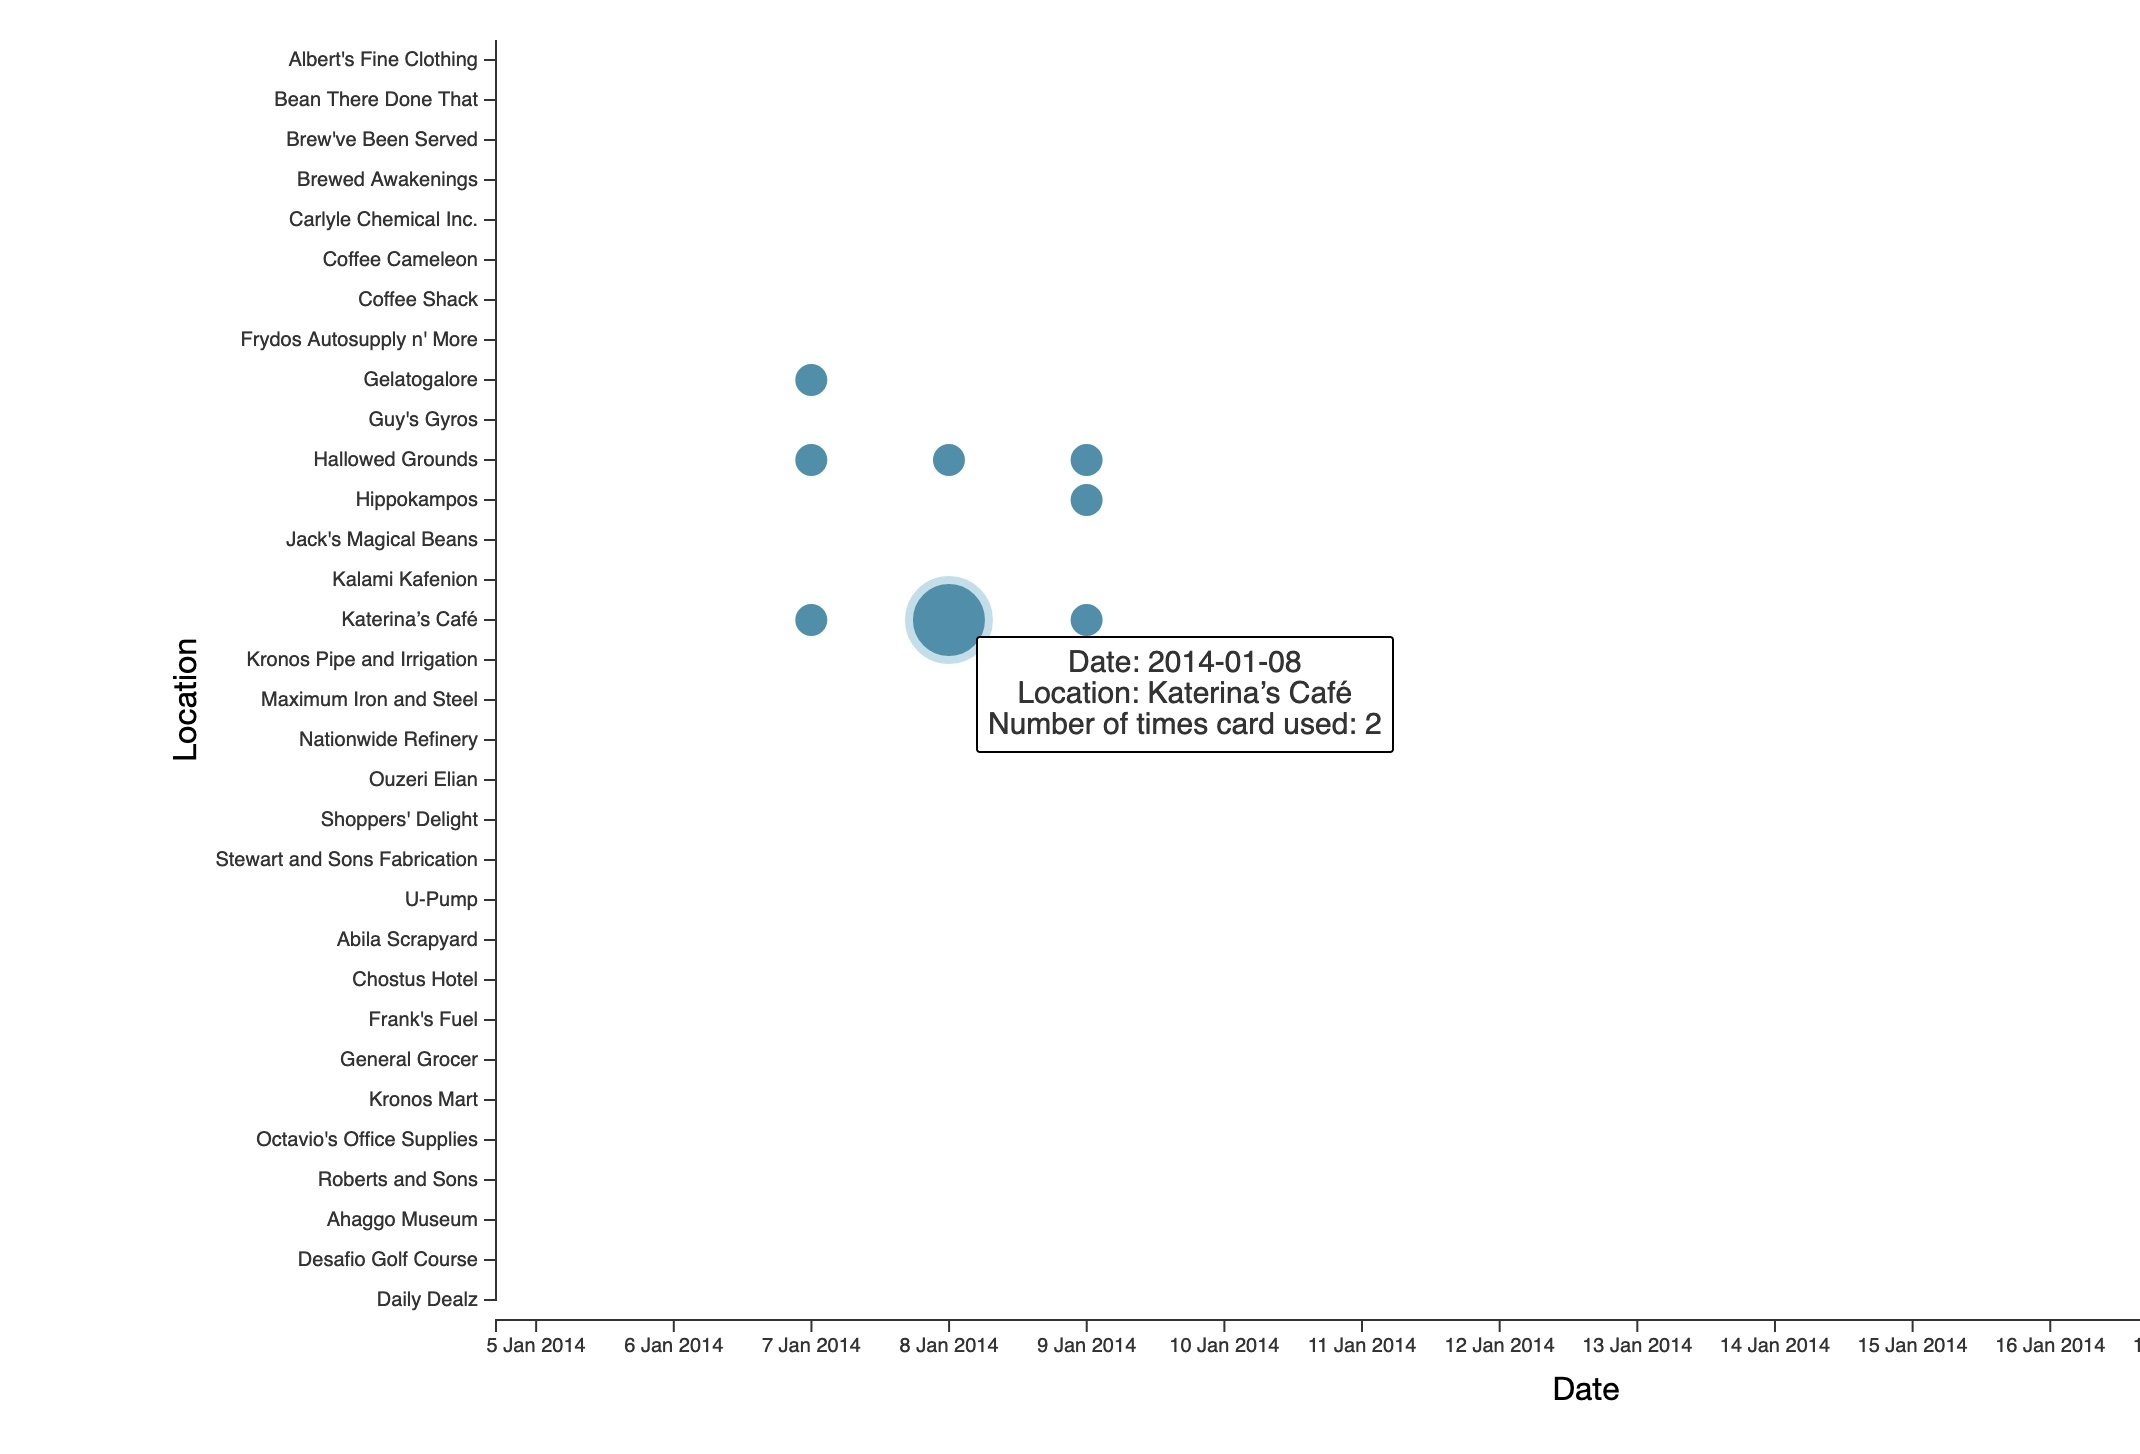 Albert's Fine Clothing
Bean There Done That
Brew've Been Served
Brewed Awakenings
Carlyle Chemical Inc.
Coffee Cameleon
Coffee Shack
Frydos Autosupply n' More
Gelatogalore
Guy's Gyros
Hallowed Grounds
Hippokampos
Jack's Magical Beans
Kalami Kafenion
Katerina’s Café
Kronos Pipe and Irrigation
Maximum Iron and Steel
Nationwide Refinery
Ouzeri Elian
Shoppers' Delight
Stewart and Sons Fabrication
U-Pump
Abila Scrapyard
Chostus Hotel
Frank's Fuel
General Grocer
Kronos Mart
Octavio's Office Supplies
Roberts and Sons
Ahaggo Museum
Desafio Golf Course
Daily Dealz
Location
Date: 2014-01-08
Location: Katerina’s Café
Number of times card used: 2
5 Jan 2014 6 Jan 2014 7 Jan 2014 8 Jan 2014 9 Jan 2014 10 Jan 2014 11 Jan 2014 12 Jan 2014 13 Jan 2014 14 Jan 2014 15 Jan 2014 16 Jan 2014
Date